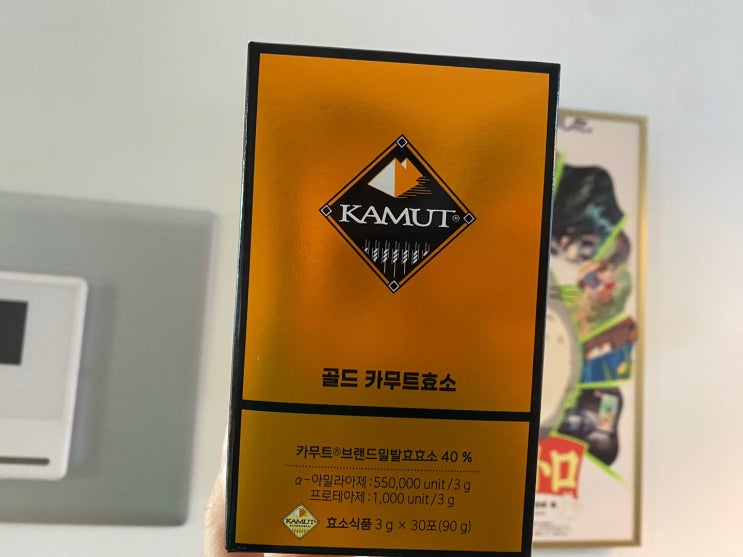 KAMUT®
골드 카무트효소
카무트®브랜드밀발효효소 40 %
α-아밀라아제:550,000 unit/3 g
프로테아제:1,000 unit/3 g
KAMUT
효소식품 3 g × 30포(90 g)